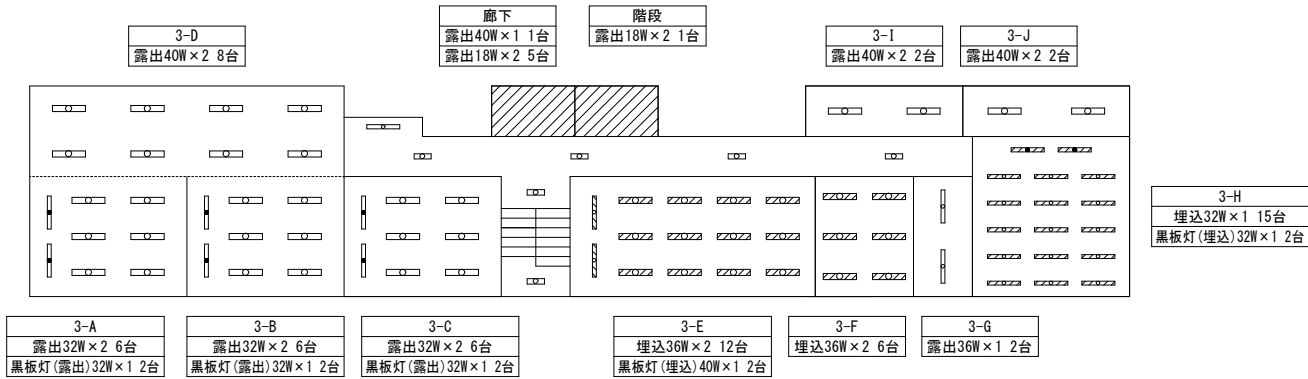 廊下
露出40W×1 1台
露出18W×2 5台
階段
露出18W×2 1台
3-D
露出40W×2 8台
3-I
露出40W×2 2台
3-J
露出40W×2 2台
3-H
埋込32W×1 15台
黒板灯(埋込)32W×1 2台
3-A
露出32W×2 6台
黒板灯(露出)32W×1 2台
3-B
露出32W×2 6台
黒板灯(露出)32W×1 2台
3-C
露出32W×2 6台
黒板灯(露出)32W×1 2台
3-E
埋込36W×2 12台
黒板灯(埋込)40W×1 2台
3-F
埋込36W×2 6台
3-G
露出36W×1 2台